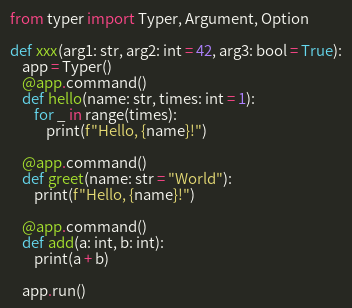 from typer import Typer, Argument, Option

def xxx(arg1: str, arg2: int = 42, arg3: bool = True):
    app = Typer()
    @app.command()
    def hello(name: str, times: int = 1):
        for _ in range(times):
            print(f"Hello, {name}!")

    @app.command()
    def greet(name: str = "World"):
        print(f"Hello, {name}!")

    @app.command()
    def add(a: int, b: int):
        print(a + b)

    app.run()